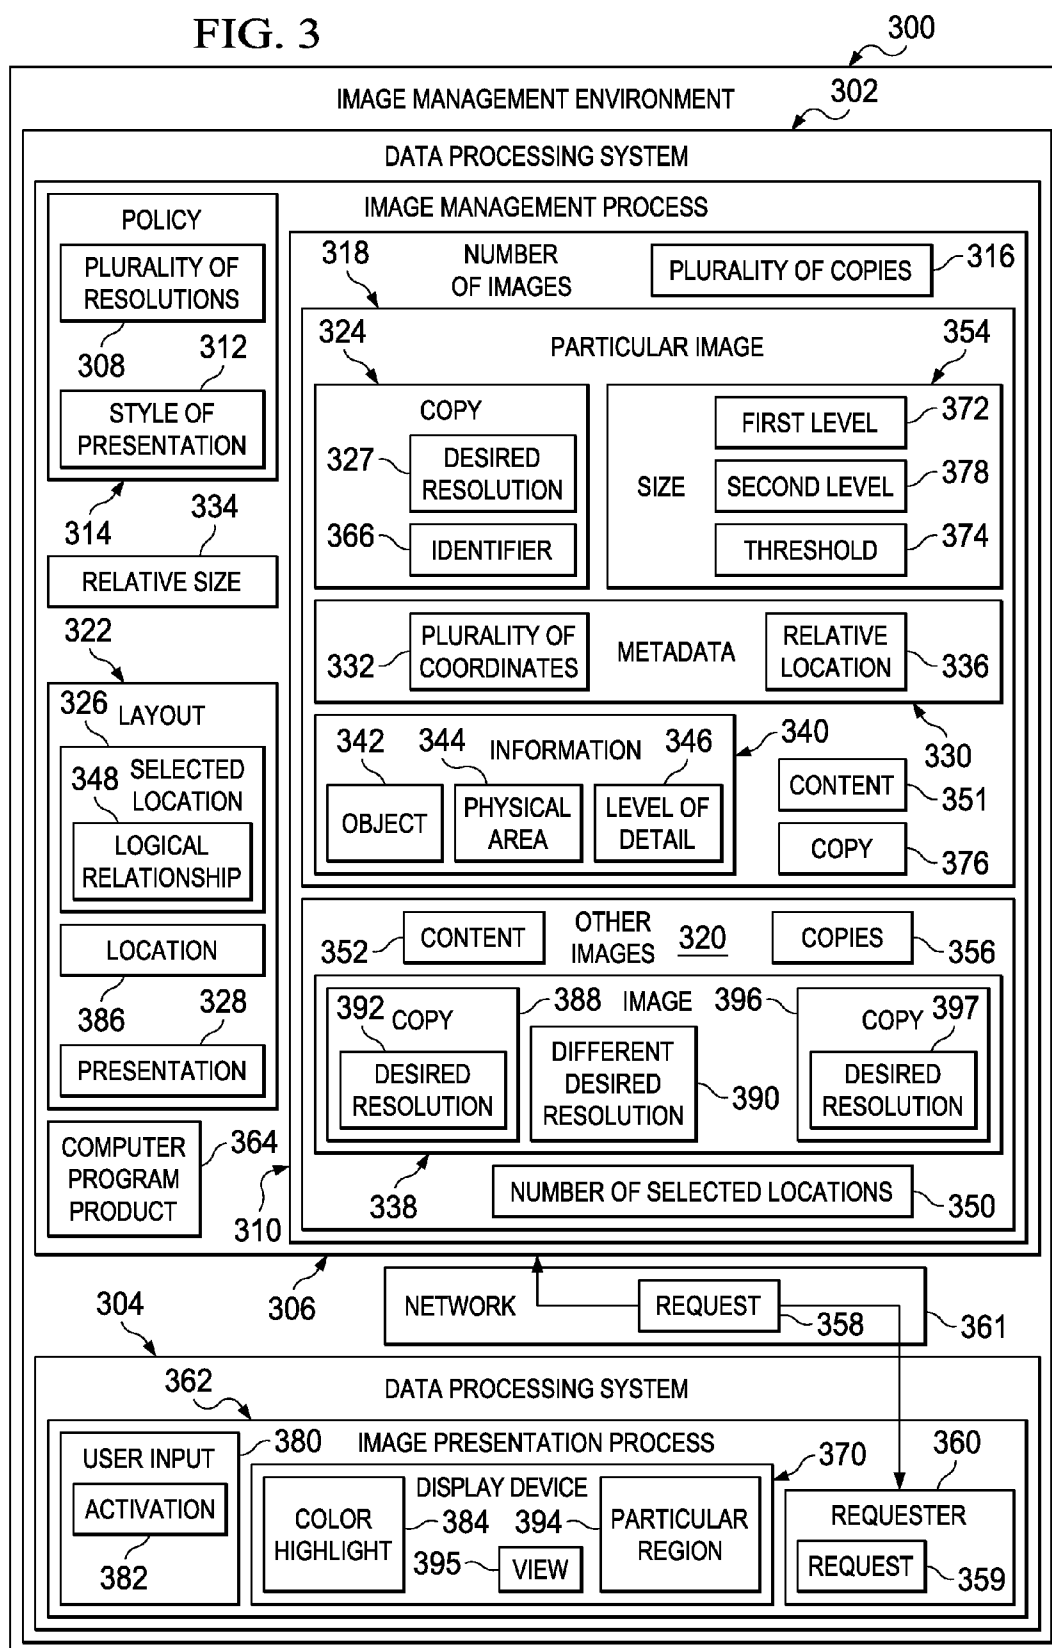 FIG. 3
300
IMAGE MANAGEMENT ENVIRONMENT
302
DATA PROCESSING SYSTEM
IMAGE MANAGEMENT PROCESS
POLICY
PLURALITY OF
RESOLUTIONS
308
312
STYLE OF
PRESENTATION
314
334
RELATIVE SIZE
322
326
LAYOUT
348
SELECTED
LOCATION
LOGICAL
RELATIONSHIP
LOCATION
386
328
PRESENTATION
COMPUTER
PROGRAM
PRODUCT
364
310
306
318
NUMBER
OF IMAGES
PLURALITY OF COPIES
316
324
PARTICULAR IMAGE
354
COPY
327
DESIRED
RESOLUTION
366
IDENTIFIER
SIZE
FIRST LEVEL
372
SECOND LEVEL
378
THRESHOLD
374
332
PLURALITY OF
COORDINATES
METADATA
RELATIVE
LOCATION
336
330
342
344
INFORMATION
346
340
OBJECT
PHYSICAL
AREA
LEVEL OF
DETAIL
CONTENT
351
COPY
376
352
CONTENT
OTHER
IMAGES
320
COPIES
356
392
COPY
388
IMAGE
396
COPY
397
DESIRED
RESOLUTION
DIFFERENT
DESIRED
RESOLUTION
390
DESIRED
RESOLUTION
338
NUMBER OF SELECTED LOCATIONS
350
NETWORK
REQUEST
358
361
304
362
DATA PROCESSING SYSTEM
IMAGE PRESENTATION PROCESS
USER INPUT
380
ACTIVATION
382
DISPLAY DEVICE
370
COLOR
HIGHLIGHT
384
394
395
VIEW
PARTICULAR
REGION
360
REQUESTER
REQUEST
359